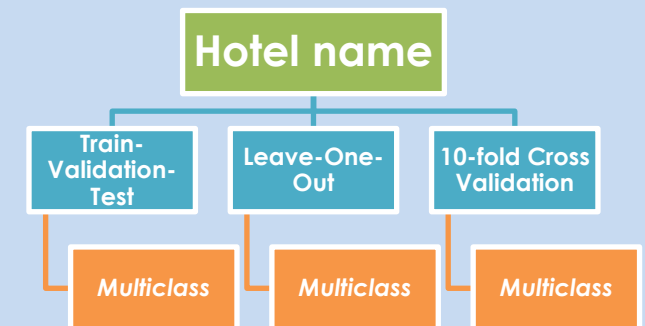 Hotel name
Train-
Validation-
Test
Leave-One-
Out
10-fold Cross
Validation
Multiclass
Multiclass
Multiclass